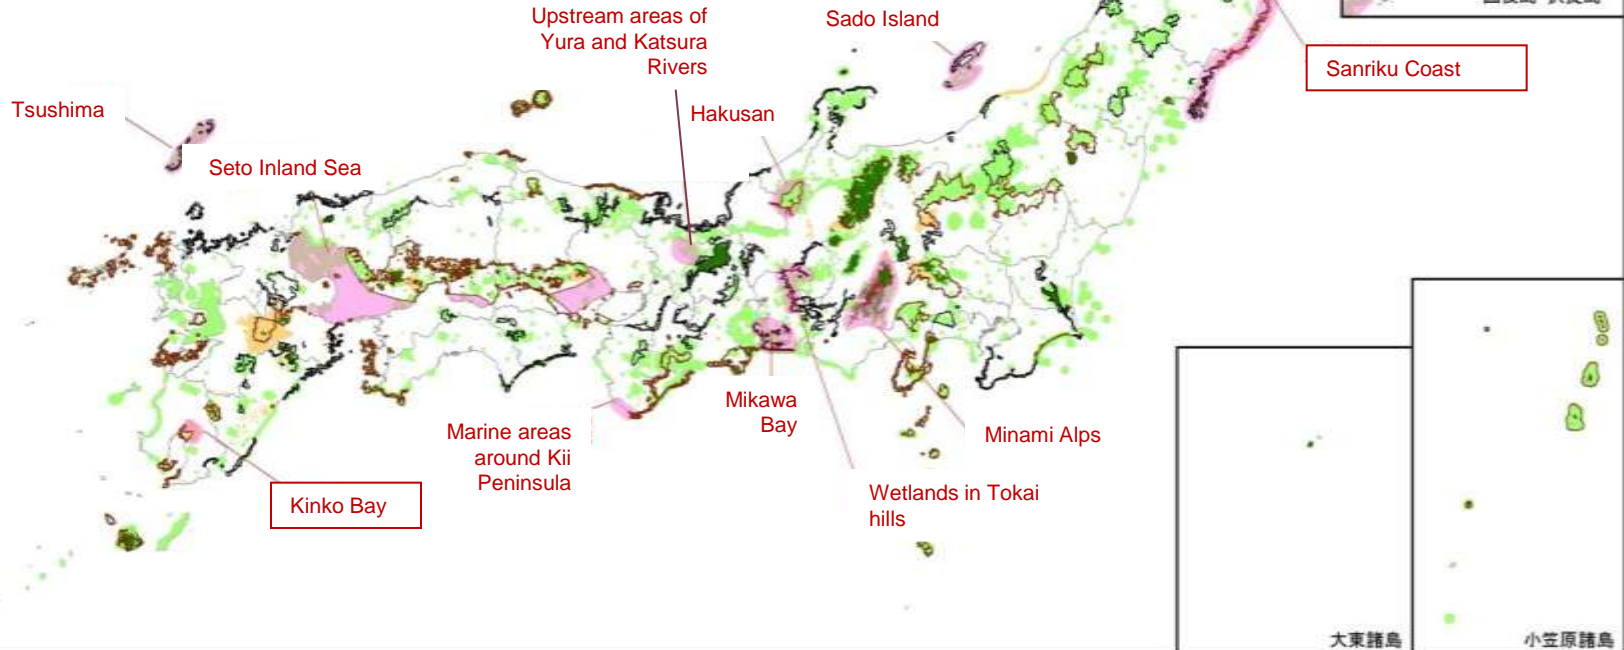 Upstream areas of
Yura and Katsura
Rivers
Sado Island
Sanriku Coast
Tsushima
Hakusan
Seto Inland Sea
Mikawa
Bay
Minami Alps
Marine areas
around Kii
Peninsula
Wetlands in Tokai
hills
Kinko Bay
大東諸島
小笠原諸島